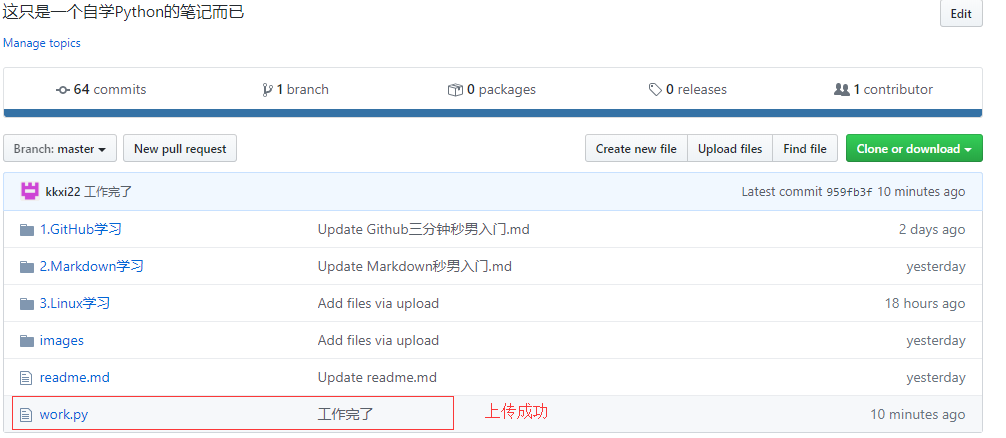 这只是一个自学Python的笔记而已 Edit
Manage topics
64 commits 1 branch 0 packages 0 releases 1 contributor
Branch: master New pull request Create new file Upload files Find file Clone or download
kkxi22 工作完了 Latest commit 959fb3f 10 minutes ago
1.GitHub学习 Update Github三分钟秒男入门.md 2 days ago
2.Markdown学习 Update Markdown秒男入门.md yesterday
3.Linux学习 Add files via upload 18 hours ago
images Add files via upload yesterday
readme.md Update readme.md yesterday
work.py 工作完了 上传成功 10 minutes ago